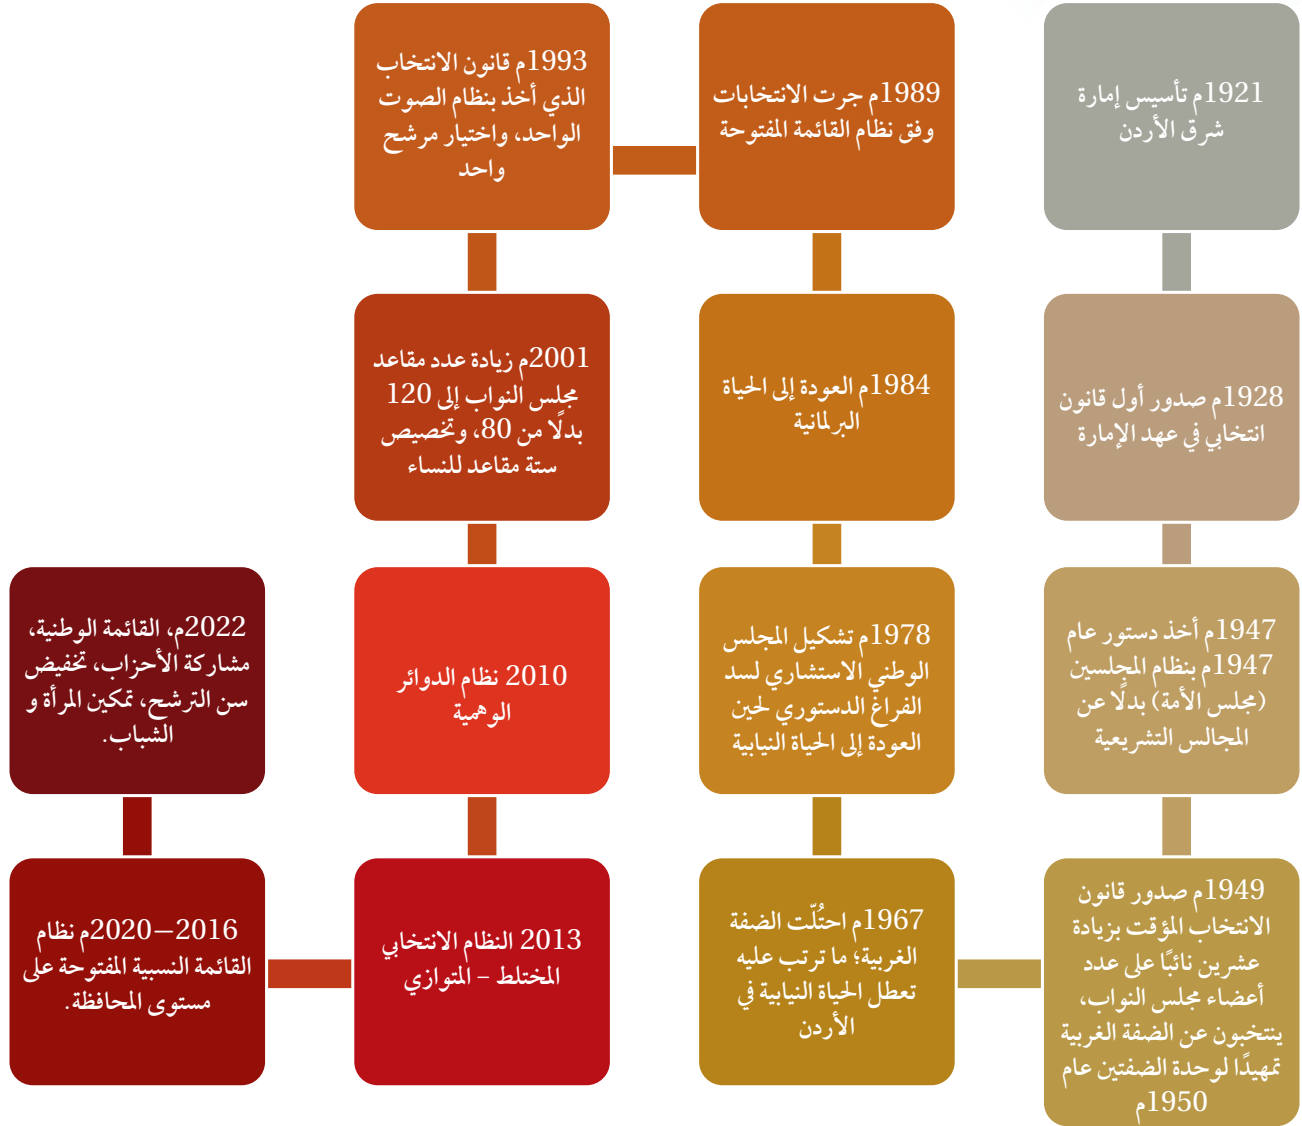 1921م تأسيس إمارة
شرق الأردن
1928م صدور أول قانون
انتخابي في عهد الإمارة
1947م أخذ دستور عام
1947م بنظام المجلسين
(مجلس الأمة) بدلًا عن
المجالس التشريعية
1949م صدور قانون
الانتخاب المؤقت بزيادة
عشرين نائبًا على عدد
أعضاء مجلس النواب،
ينتخبون عن الضفة الغربية
تمهيدًا لوحدة الضفتين عام
1950م
1967م احتُلّت الضفة
الغربية؛ ما ترتب عليه
تعطل الحياة النيابية في
الأردن
1978م تشكيل المجلس
الوطني الاستشاري لسد
الفراغ الدستوري لحين
العودة إلى الحياة النيابية
1984م العودة إلى الحياة
البرلمانية
1989م جرت الانتخابات
وفق نظام القائمة المفتوحة
1993م قانون الانتخاب
الذي أخذ بنظام الصوت
الواحد، واختيار مرشح
واحد
2001م زيادة عدد مقاعد
مجلس النواب إلى 120
بدلًا من 80، وتخصيص
ستة مقاعد للنساء
2010 نظام الدوائر
الوهمية
2013 النظام الانتخابي
المختلط – المتوازي
2016–2020م نظام
القائمة النسبية المفتوحة على
مستوى المحافظة.
2022م، القائمة الوطنية،
مشاركة الأحزاب، تخفيض
سن الترشح، تمكين المرأة و
الشباب.